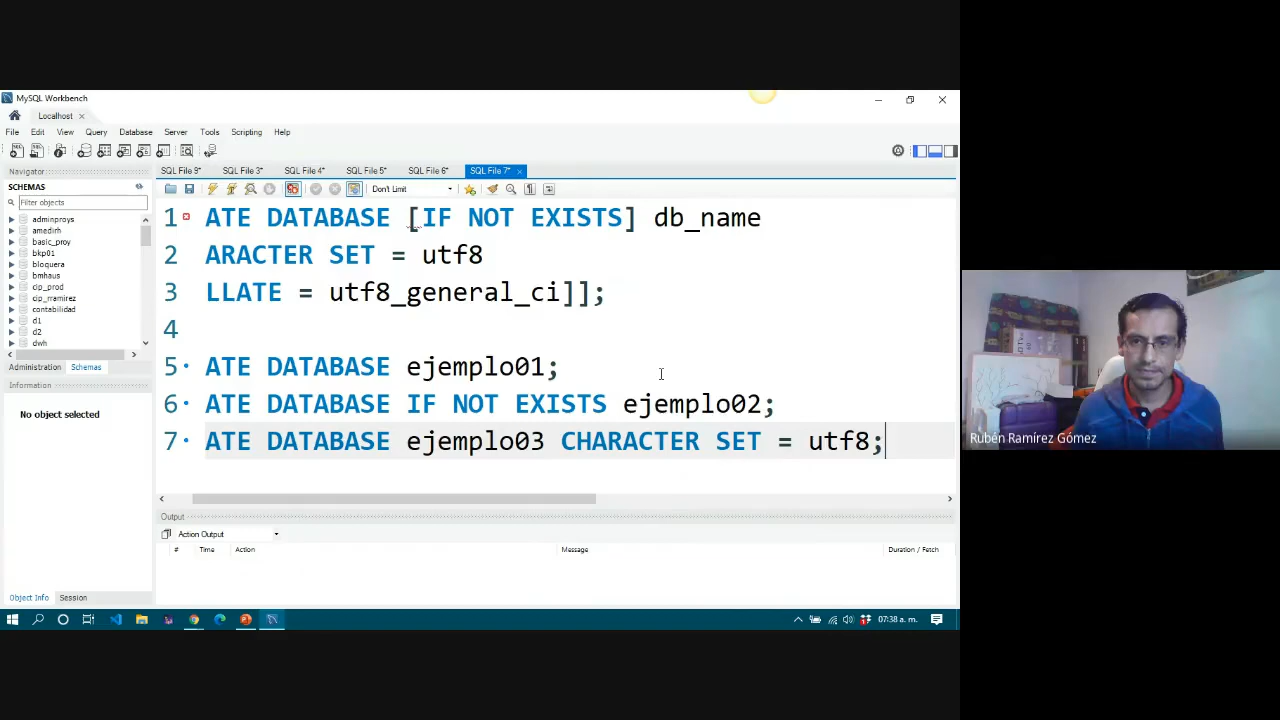 MySQL Workbench
Localhost
File Edit View Query Database Server Tools Scripting Help
Navigator
SCHEMAS
Filter objects
adminproys
amedirh
basic_proy
bkp01
bloquera
bmhaus
cip_prod
cip_rramirez
contabilidad
d1
d2
dwh
Administration Schemas
Information
No object selected
Object Info Session
SQL File 9* SQL File 3* SQL File 4* SQL File 5* SQL File 6* SQL File 7*
Don't Limit
1 ATE DATABASE [IF NOT EXISTS] db_name
2 ARACTER SET = utf8
3 LLATE = utf8_general_ci]];
4
5 ATE DATABASE ejemplo01;
6 ATE DATABASE IF NOT EXISTS ejemplo02;
7 ATE DATABASE ejemplo03 CHARACTER SET = utf8;
Output
Action Output
# Time Action Message Duration / Fetch
07:38 a. m.
Rubén Ramírez Gómez